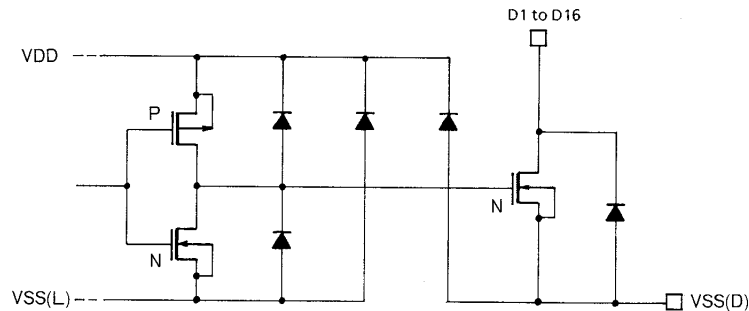 D1 to D16
VDD
P
N
N
VSS(L)
VSS(D)